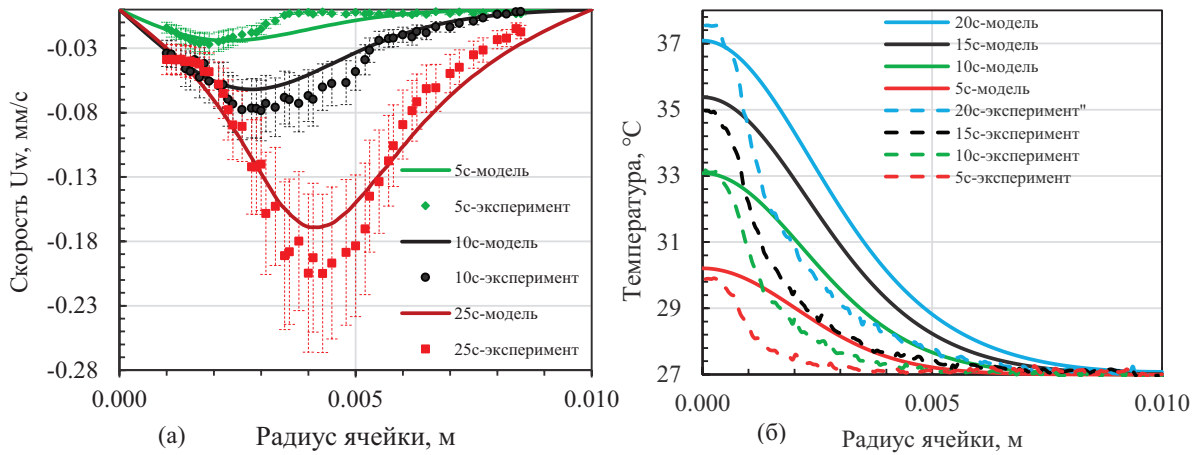 -0.03
-0.08
-0.13
-0.18
-0.23
-0.28
0.000
0.005
0.010
Скорость Uw, мм/с
5с-модель
5с-эксперимент
10с-модель
10с-эксперимент
25с-модель
25с-эксперимент
(а)
Радиус ячейки, м
37
35
33
31
29
27
0.000
0.005
0.010
Температура, °C
20с-модель
15с-модель
10с-модель
5с-модель
20с-эксперимент"
15с-эксперимент
10с-эксперимент
5с-эксперимент
(б)
Радиус ячейки, м